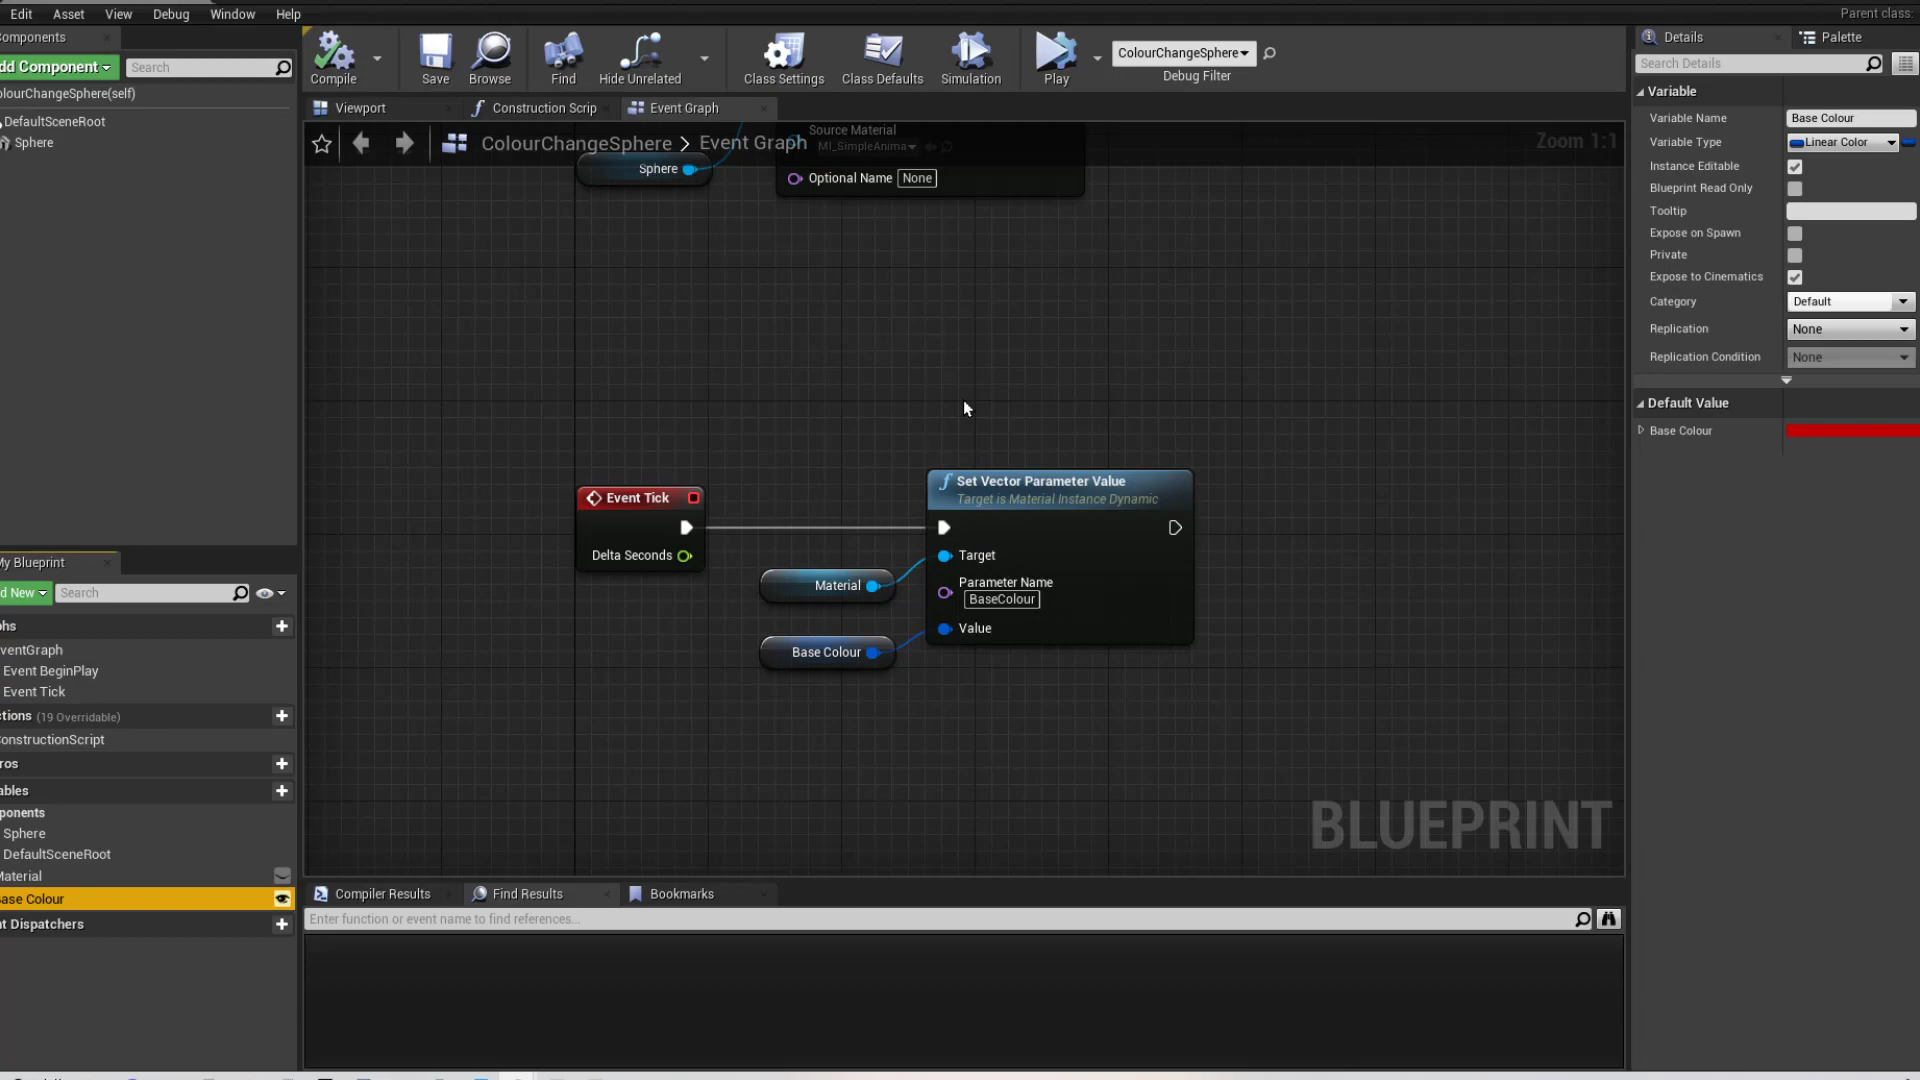 Edit Asset View Debug Window Help
Parent class:
Components
dd Component Search
olourChangeSphere(self)
DefaultSceneRoot
Sphere
Compile Save Browse Find Hide Unrelated Class Settings Class Defaults Simulation Play
ColourChangeSphere
Debug Filter
Viewport Construction Scrip Event Graph
ColourChangeSphere > Event Graph
Zoom 1:1
Source Material
MI_SimpleAnima
Sphere
Optional Name None
Event Tick
Delta Seconds
Material
Base Colour
Set Vector Parameter Value
Target is Material Instance Dynamic
Target
Parameter Name
BaseColour
Value
BLUEPRINT
My Blueprint
d New Search
phs
ventGraph
Event BeginPlay
Event Tick
ctions (19 Overridable)
onstructionScript
ros
ables
ponents
Sphere
DefaultSceneRoot
Material
ase Colour
nt Dispatchers
Compiler Results Find Results Bookmarks
Enter function or event name to find references...
Details Palette
Search Details
Variable
Variable Name Base Colour
Variable Type Linear Color
Instance Editable
Blueprint Read Only
Tooltip
Expose on Spawn
Private
Expose to Cinematics
Category Default
Replication None
Replication Condition None
Default Value
Base Colour